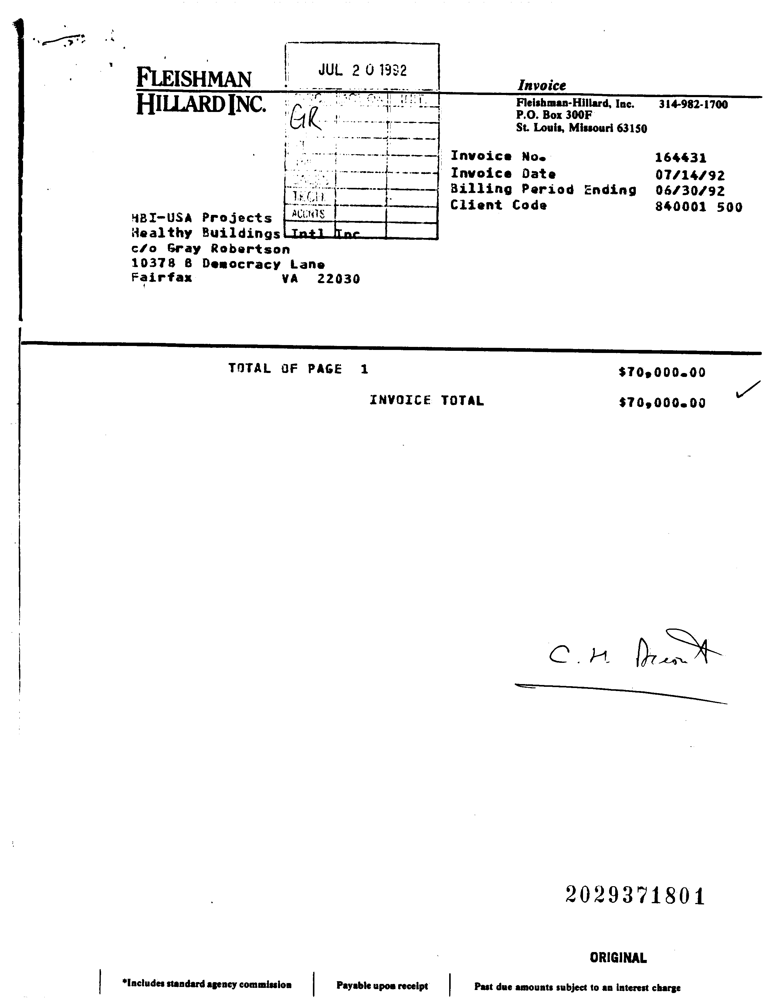 JUL 20 1992
FLEISHMAN
HILLARD INC.
GR
TECH
ACCNTS
Invoice
Fleishman-Hillard, Inc. 314-982-1700
P.O. Box 300F
St. Louis, Missouri 63150
Invoice No. 164431
Invoice Date 07/14/92
Billing Period Ending 06/30/92
Client Code 840001 500
HBI-USA Projects
Healthy Buildings Intl Inc
c/o Gray Robertson
10378 B Democracy Lane
Fairfax VA 22030
TOTAL OF PAGE 1 $70,000.00
INVOICE TOTAL $70,000.00
C. H.
2029371801
ORIGINAL
*Includes standard agency commission Payable upon receipt Past due amounts subject to an interest charge